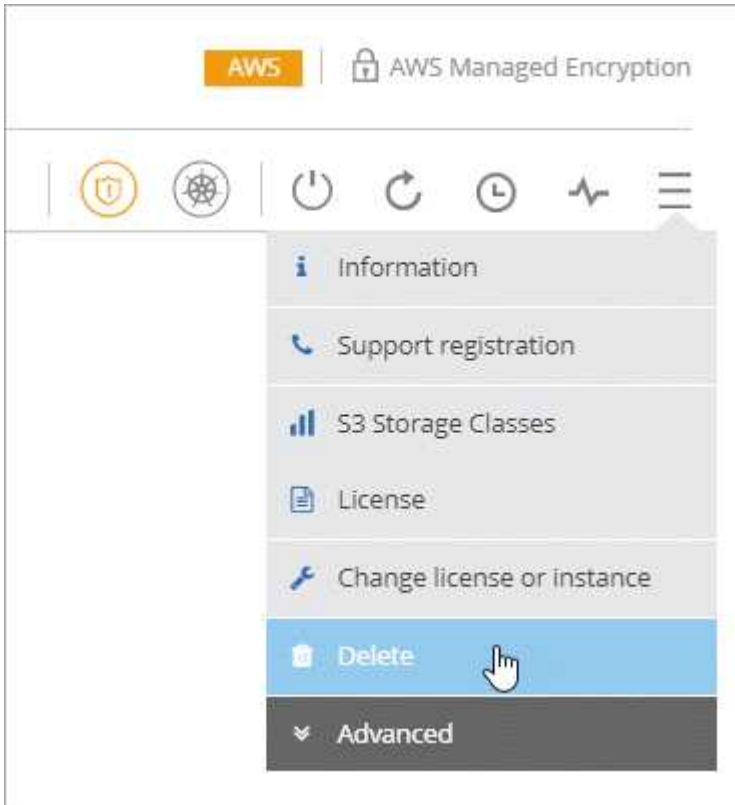 AWS
AWS Managed Encryption
Information
Support registration
S3 Storage Classes
License
Change license or instance
Delete
Advanced